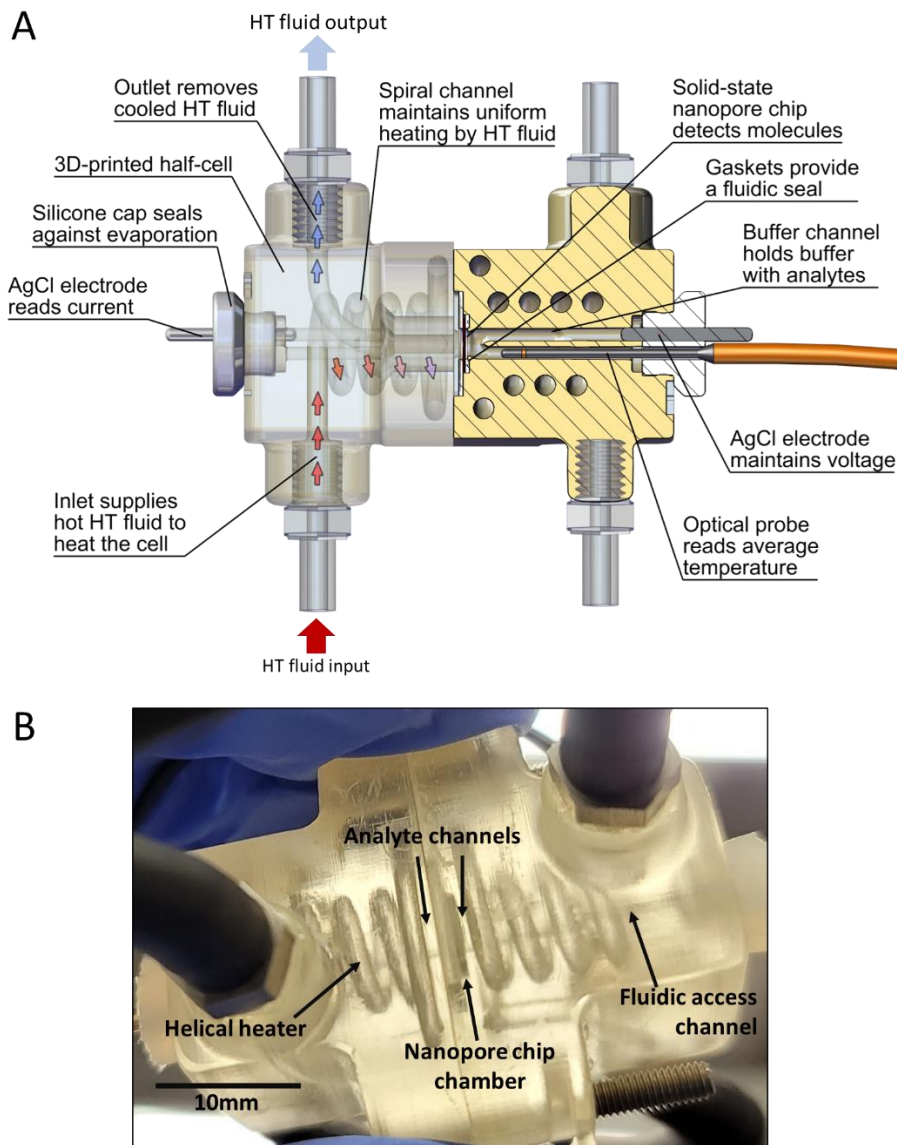 A
HT fluid output
Outlet removes
cooled HT fluid
Spiral channel
maintains uniform
heating by HT fluid
Solid-state
nanopore chip
detects molecules
3D-printed half-cell
Gaskets provide
a fluidic seal
Silicone cap seals
against evaporation
Buffer channel
holds buffer
with analytes
AgCl electrode
reads current
AgCl electrode
maintains voltage
Inlet supplies
hot HT fluid to
heat the cell
Optical probe
reads average
temperature
HT fluid input
B
Analyte channels
Helical heater
Fluidic access
channel
Nanopore chip
chamber
10mm